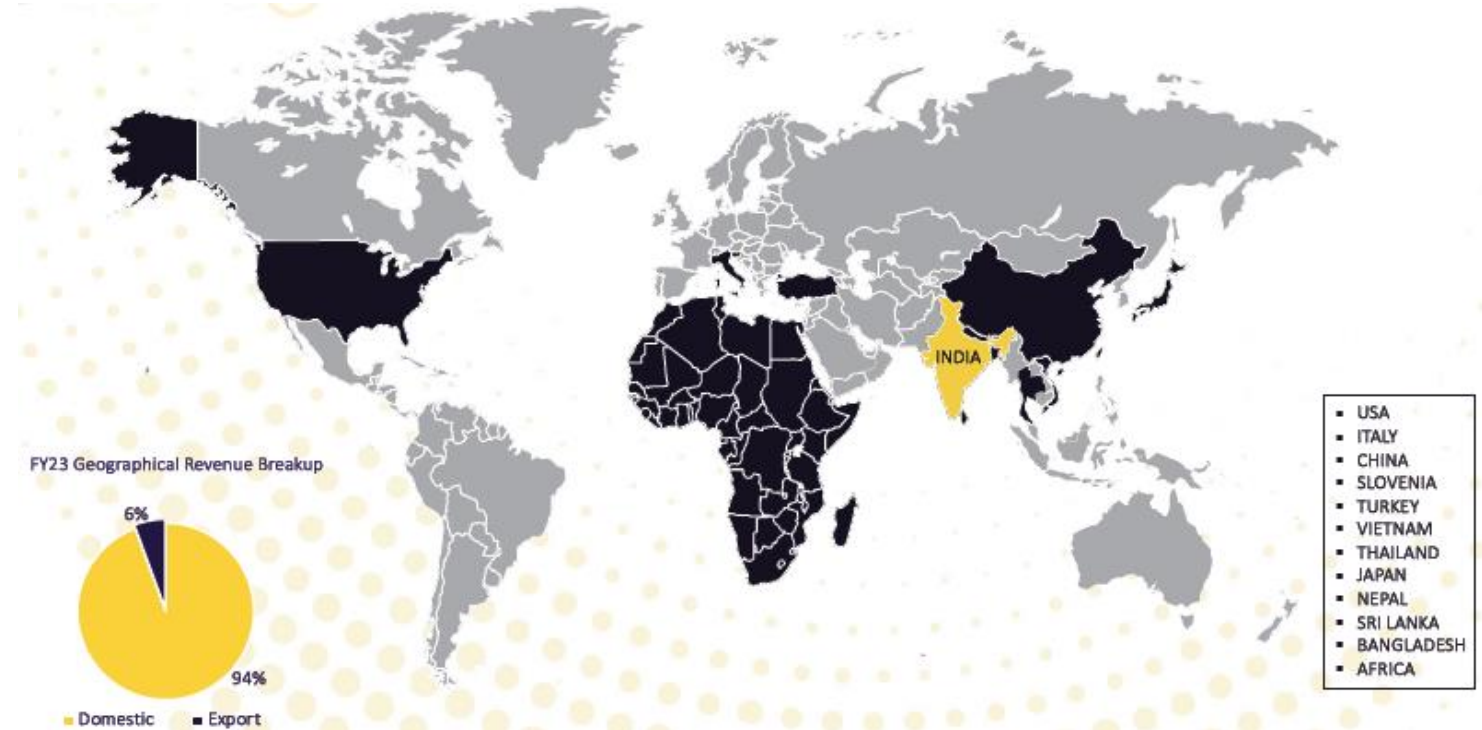 INDIA
FY23 Geographical Revenue Breakup
6%
94%
▪ Domestic ▪ Export
▪ USA
▪ ITALY
▪ CHINA
▪ SLOVENIA
▪ TURKEY
▪ VIETNAM
▪ THAILAND
▪ JAPAN
▪ NEPAL
▪ SRI LANKA
▪ BANGLADESH
▪ AFRICA